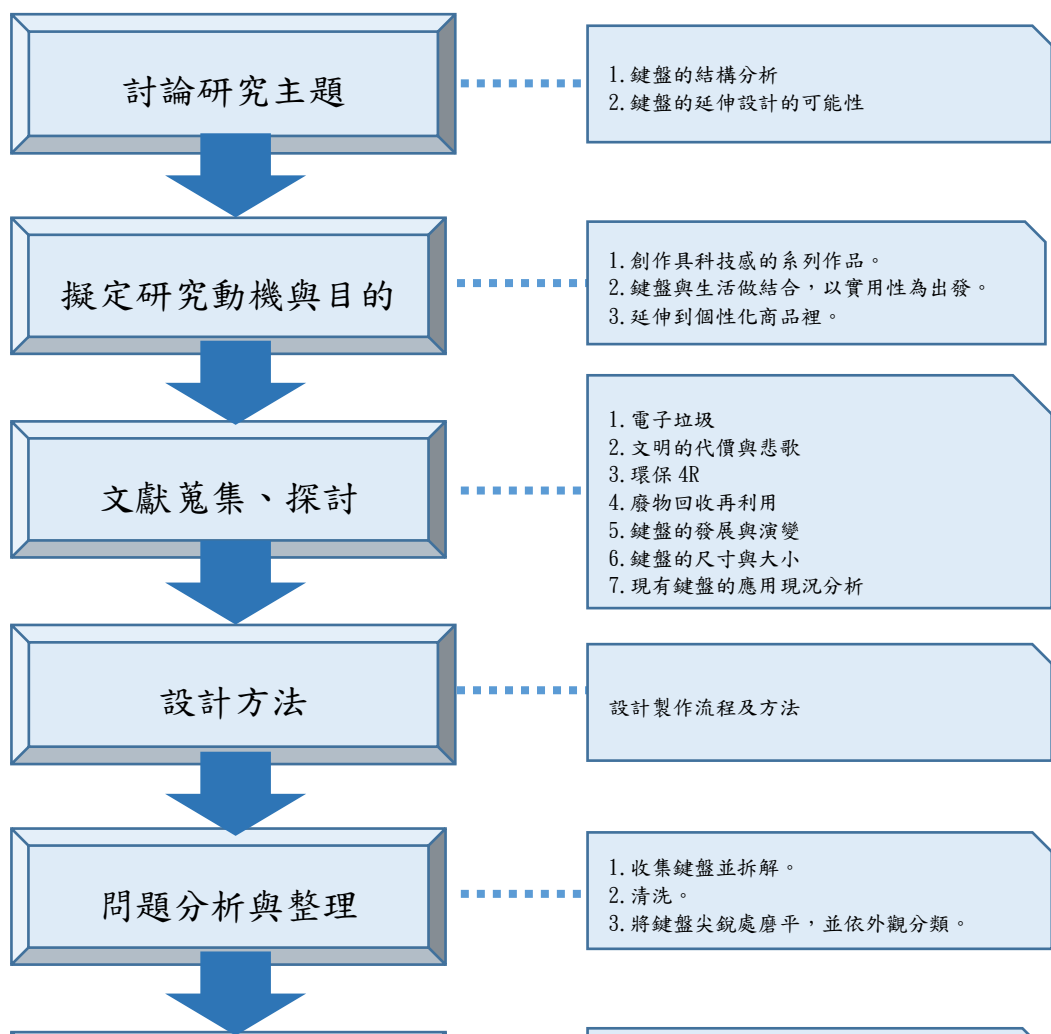 討論研究主題
1.鍵盤的結構分析
2.鍵盤的延伸設計的可能性
擬定研究動機與目的
1.創作具科技感的系列作品。
2.鍵盤與生活做結合，以實用性為出發。
3.延伸到個性化商品裡。
文獻蒐集、探討
1.電子垃圾
2.文明的代價與悲歌
3.環保 4R
4.廢物回收再利用
5.鍵盤的發展與演變
6.鍵盤的尺寸與大小
7.現有鍵盤的應用現況分析
設計方法
設計製作流程及方法
問題分析與整理
1.收集鍵盤並拆解。
2.清洗。
3.將鍵盤尖銳處磨平，並依外觀分類。